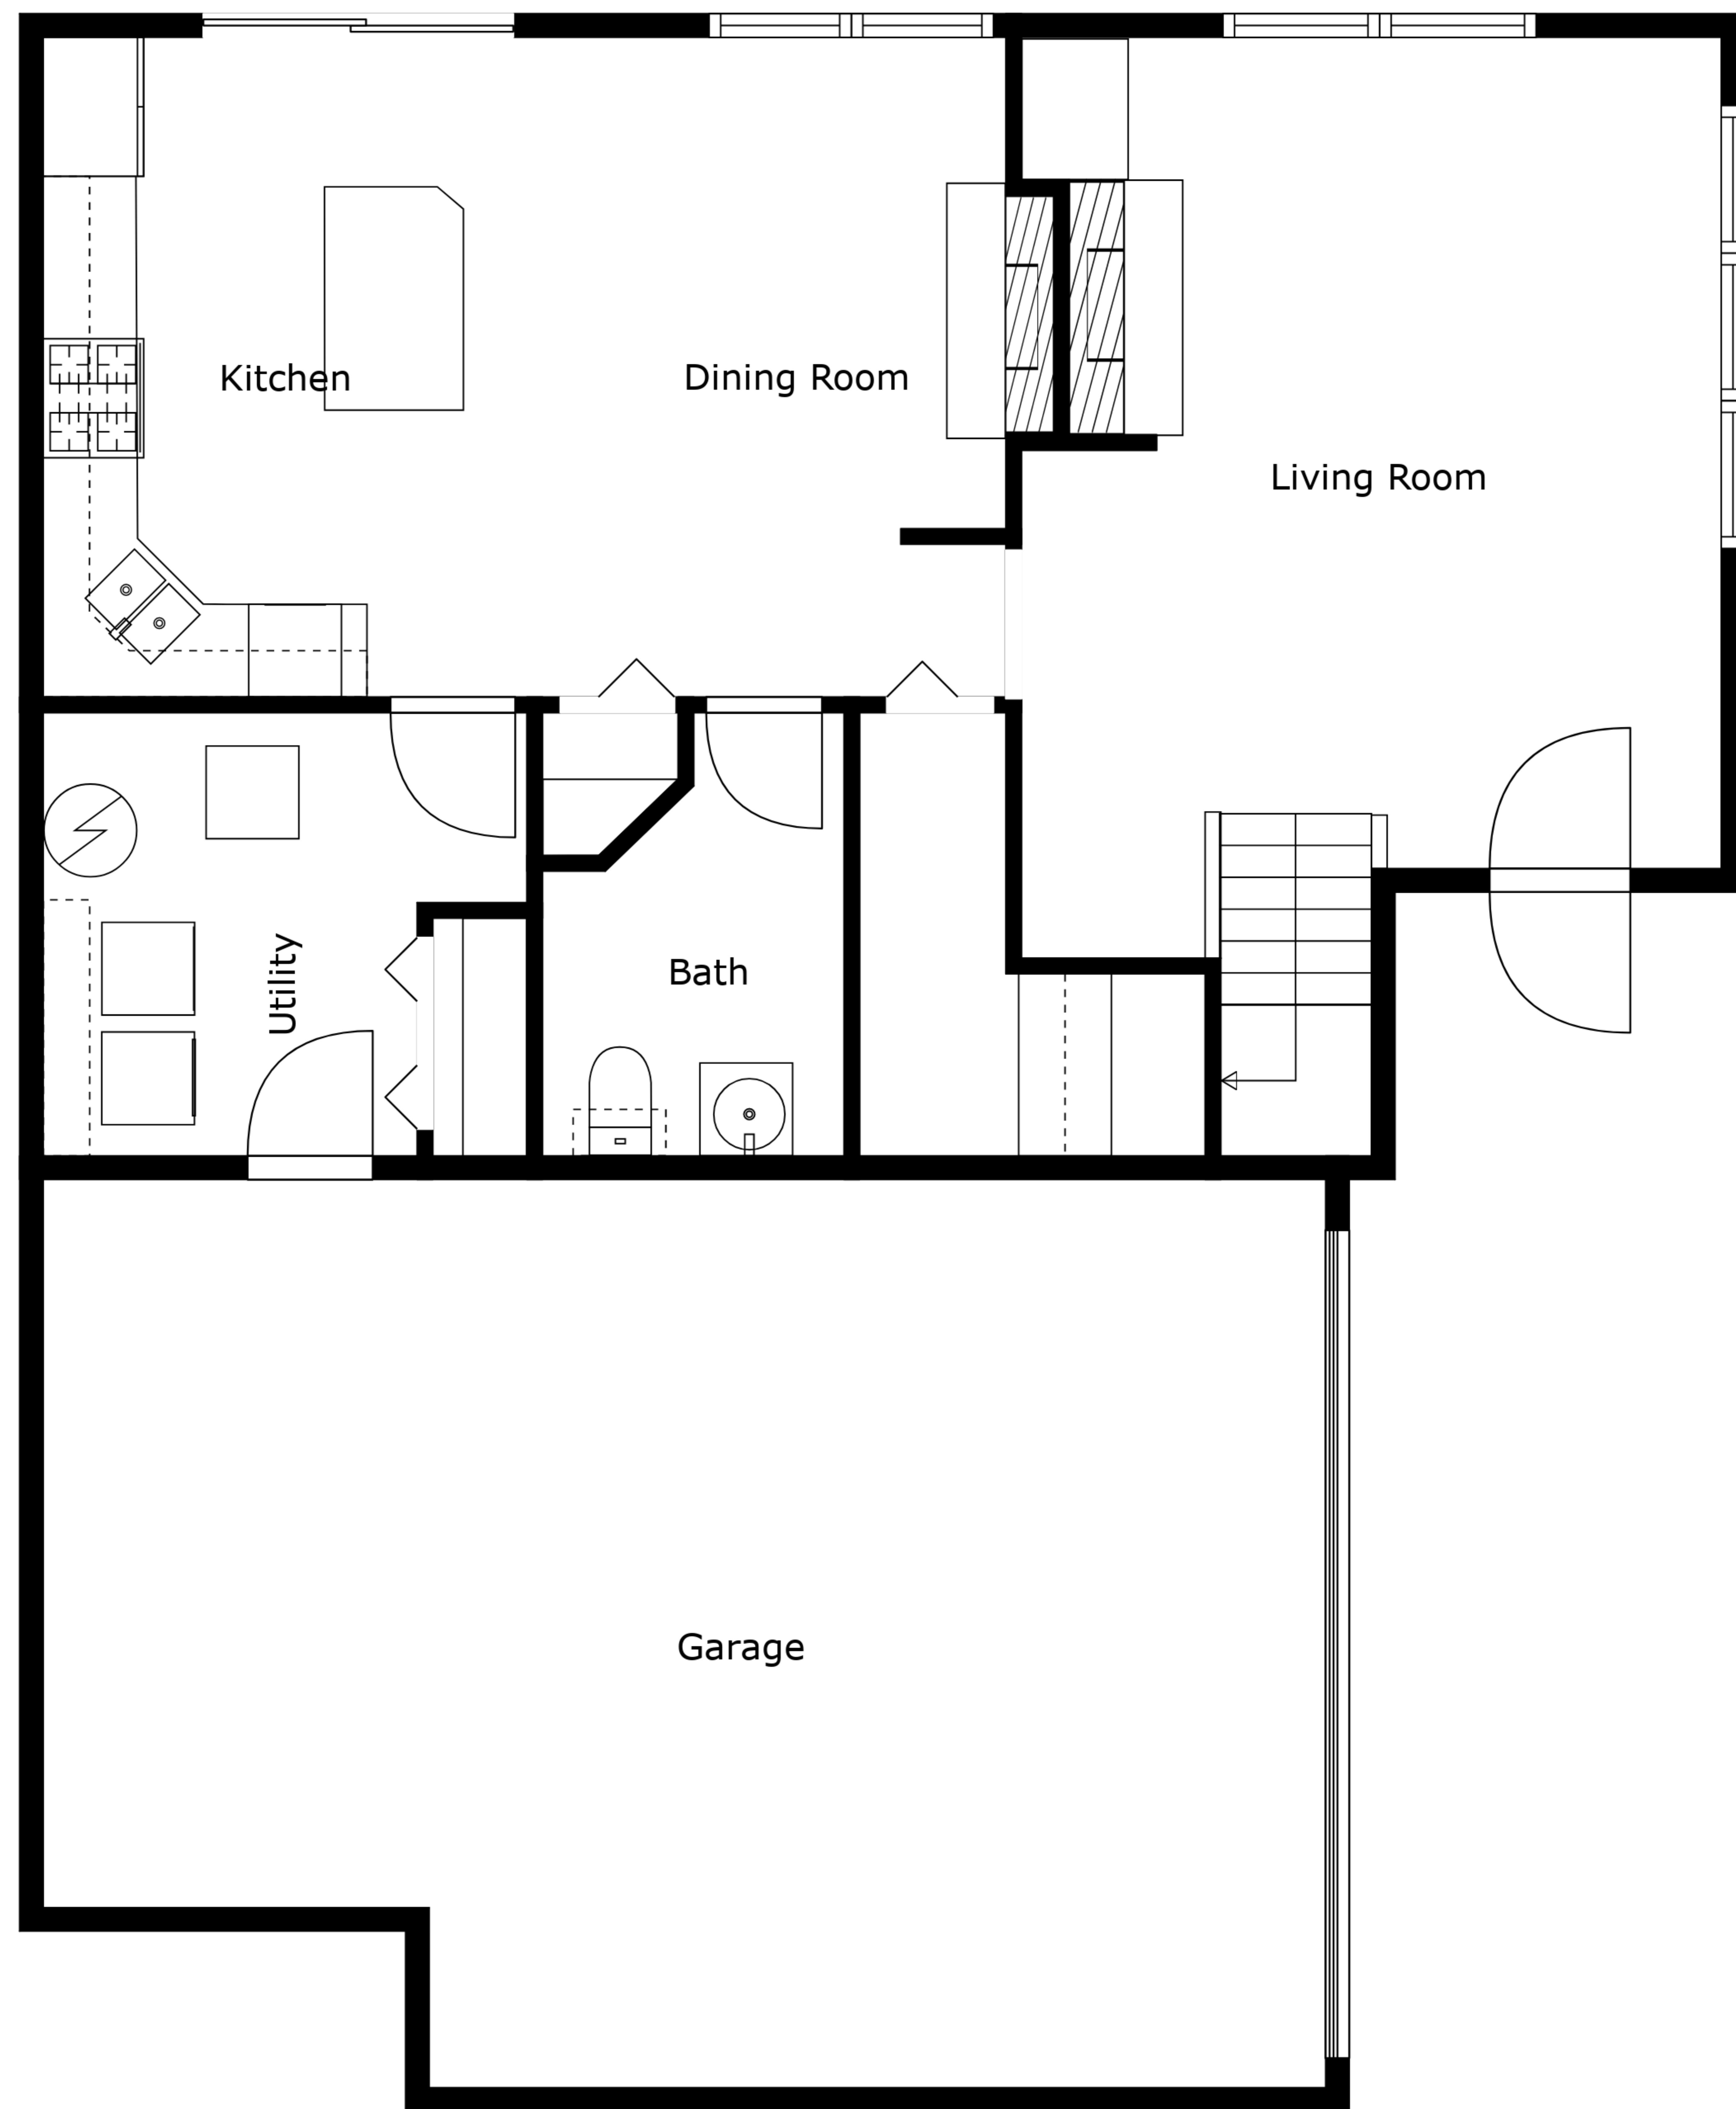 Kitchen
Dining Room
Living Room
Utility
Bath
Garage